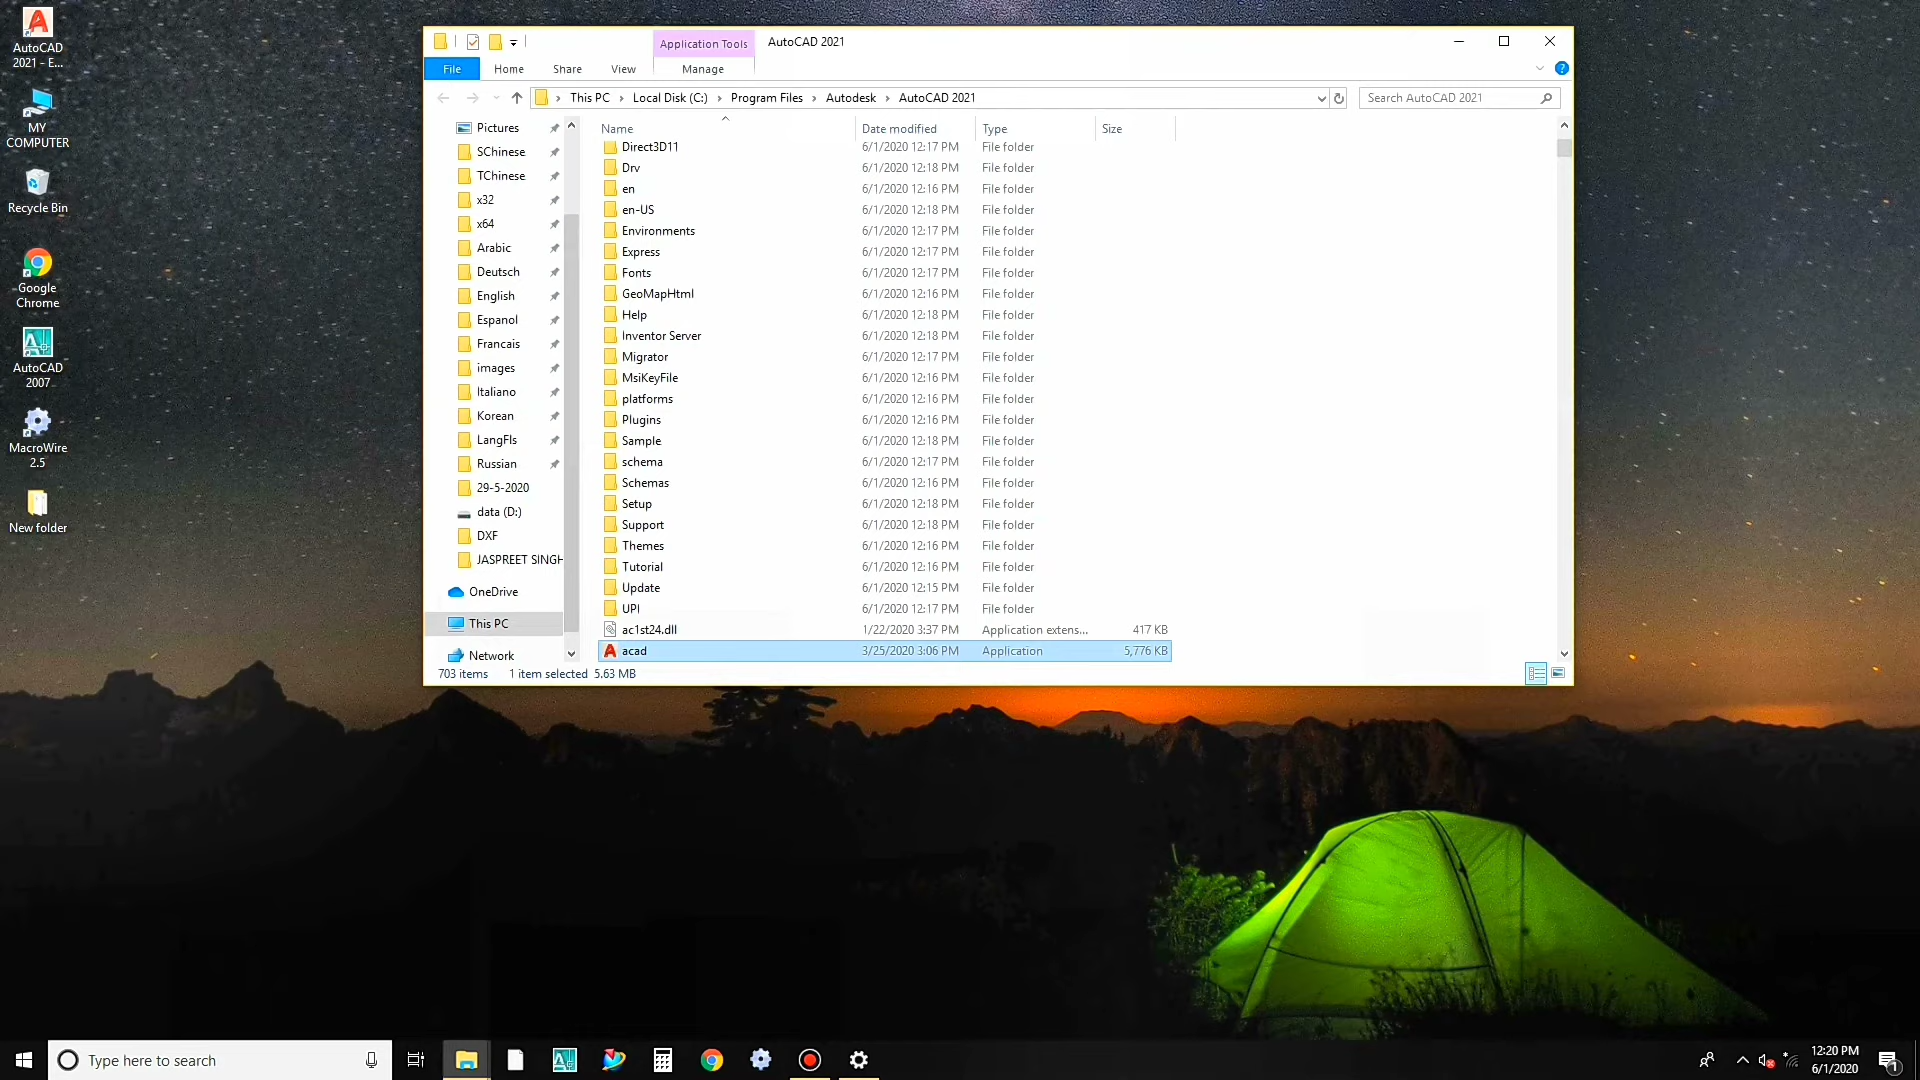 AutoCAD
2021 - E...
MY
COMPUTER
Recycle Bin
Google
Chrome
AutoCAD
2007
MacroWire
2.5
New folder
Application Tools
AutoCAD 2021
File
Home
Share
View
Manage
This PC
Local Disk (C:)
Program Files
Autodesk
AutoCAD 2021
Search AutoCAD 2021
Pictures
SChinese
TChinese
x32
x64
Arabic
Deutsch
English
Espanol
Francais
images
Italiano
Korean
LangFls
Russian
29-5-2020
data (D:)
DXF
JASPREET SINGH
OneDrive
This PC
Network
Name Date modified Type Size
Direct3D11 6/1/2020 12:17 PM File folder
Drv 6/1/2020 12:18 PM File folder
en 6/1/2020 12:16 PM File folder
en-US 6/1/2020 12:18 PM File folder
Environments 6/1/2020 12:17 PM File folder
Express 6/1/2020 12:17 PM File folder
Fonts 6/1/2020 12:17 PM File folder
GeoMapHtml 6/1/2020 12:16 PM File folder
Help 6/1/2020 12:18 PM File folder
Inventor Server 6/1/2020 12:18 PM File folder
Migrator 6/1/2020 12:17 PM File folder
MsiKeyFile 6/1/2020 12:16 PM File folder
platforms 6/1/2020 12:16 PM File folder
Plugins 6/1/2020 12:17 PM File folder
Sample 6/1/2020 12:18 PM File folder
schema 6/1/2020 12:17 PM File folder
Schemas 6/1/2020 12:16 PM File folder
Setup 6/1/2020 12:18 PM File folder
Support 6/1/2020 12:18 PM File folder
Themes 6/1/2020 12:16 PM File folder
Tutorial 6/1/2020 12:16 PM File folder
Update 6/1/2020 12:15 PM File folder
UPI 6/1/2020 12:17 PM File folder
ac1st24.dll 1/22/2020 3:37 PM Application extens... 417 KB
acad 3/25/2020 3:06 PM Application 5,776 KB
703 items 1 item selected 5.63 MB
Type here to search
12:20 PM
6/1/2020
1